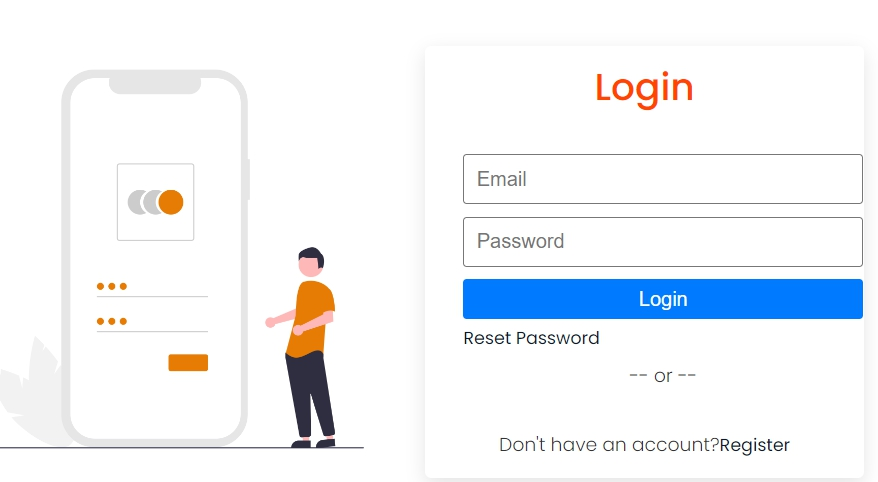 Login
Email
Password
Login
Reset Password
-- or --
Don't have an account?Register